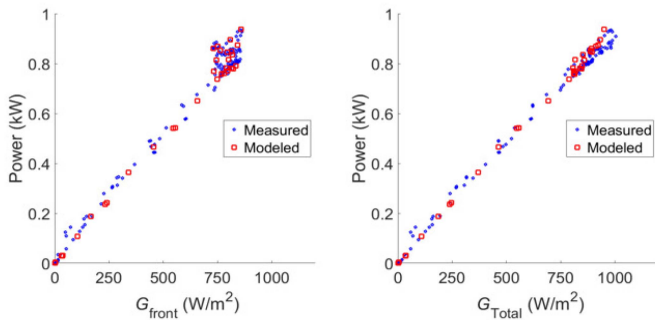 1
0.8
0.6
0.4
0.2
0
Power (kW)
Measured
Modeled
0 250 500 750 1000
G_front (W/m²)
1
0.8
0.6
0.4
0.2
0
Power (kW)
Measured
Modeled
0 250 500 750 1000
G_Total (W/m²)